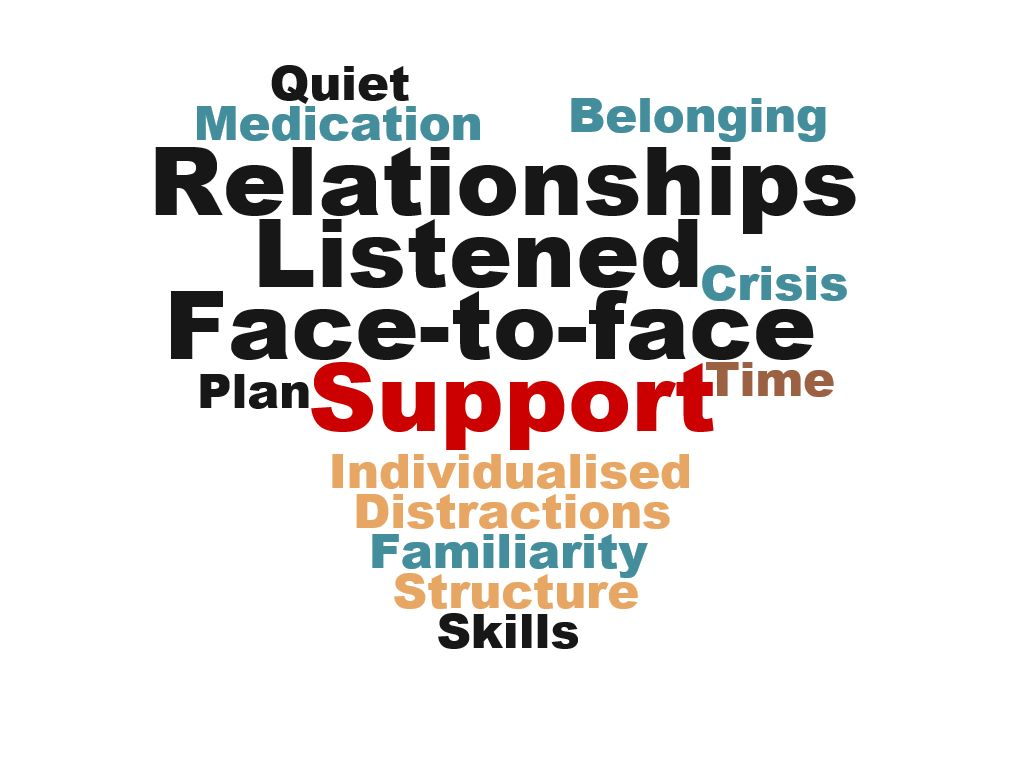 Quiet
Medication
Belonging
Relationships
Listened
Crisis
Face-to-face
Plan
Support
Time
Individualised
Distractions
Familiarity
Structure
Skills